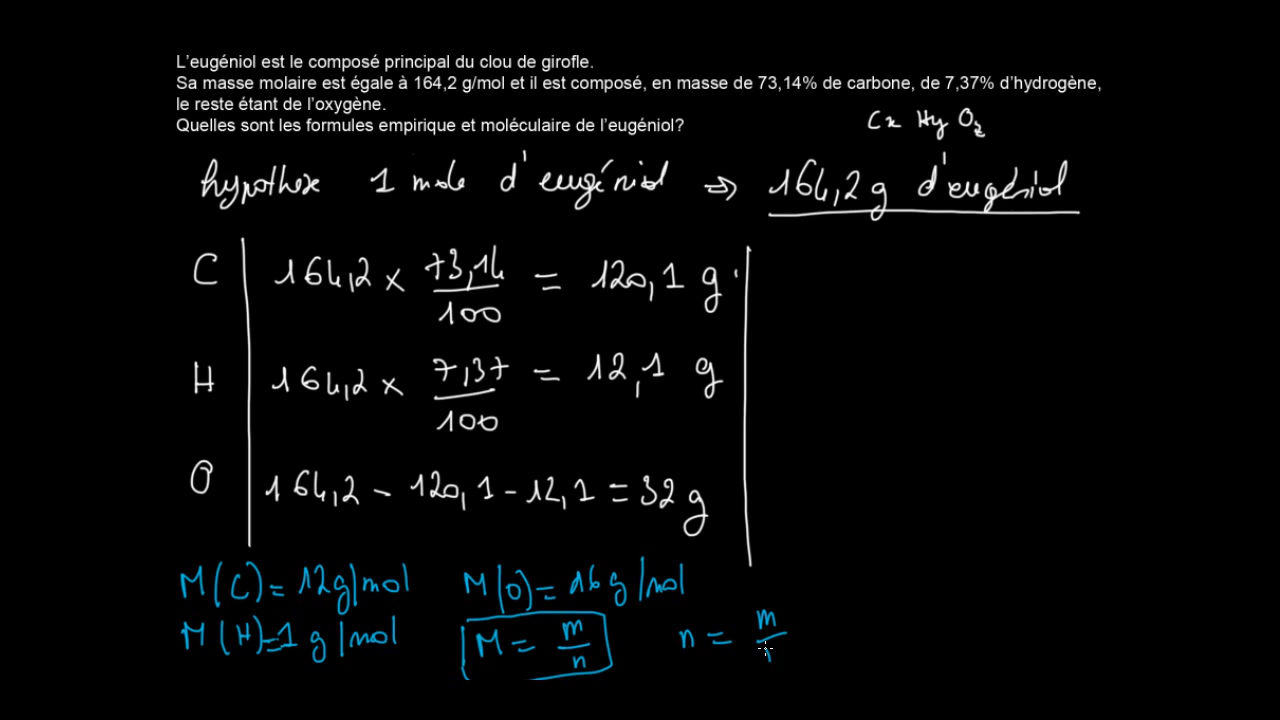 L'eugéniol est le composé principal du clou de girofle.
Sa masse molaire est égale à 164,2 g/mol et il est composé, en masse de 73,14% de carbone, de 7,37% d'hydrogène,
le reste étant de l'oxygène.
Quelles sont les formules empirique et moléculaire de l'eugéniol?
Cx Hy Oz
hypothèse 1 mole d'eugéniol => 164,2 g d'eugéniol
C 164,2 x 73,14/100 = 120,1 g
H 164,2 x 7,37/100 = 12,1 g
O 164,2 - 120,1 - 12,1 = 32 g
M(C) = 12 g/mol M(O) = 16 g/mol
M(H) = 1 g/mol M = m/n n = m/